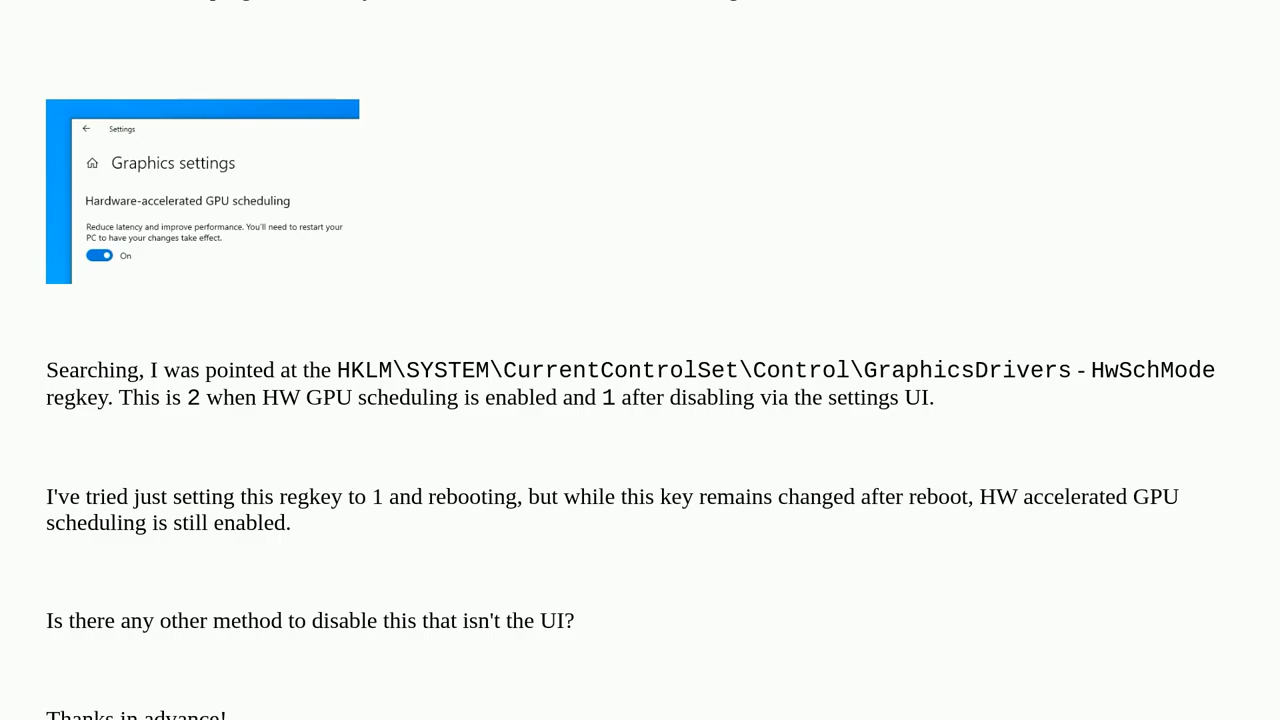 Settings
Graphics settings
Hardware-accelerated GPU scheduling
Reduce latency and improve performance. You'll need to restart your
PC to have your changes take effect.
On
Searching, I was pointed at the HKLM\SYSTEM\CurrentControlSet\Control\GraphicsDrivers - HwSchMode
regkey. This is 2 when HW GPU scheduling is enabled and 1 after disabling via the settings UI.
I've tried just setting this regkey to 1 and rebooting, but while this key remains changed after reboot, HW accelerated GPU
scheduling is still enabled.
Is there any other method to disable this that isn't the UI?
Thanks in advance!